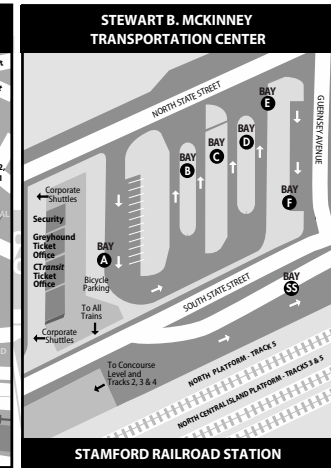 STEWART B. MCKINNEY
TRANSPORTATION CENTER
NORTH STATE STREET
GUERNSEY AVENUE
BAY
E
BAY
D
BAY
C
BAY
B
Corporate
Shuttles
Security
Greyhound
Ticket
Office
CTransit
Ticket
Office
BAY
A
BAY
F
Bicycle
Parking
SOUTH STATE STREET
BAY
SS
To All
Trains
Corporate
Shuttles
To Concourse
Level and
Tracks 2, 3 & 4
NORTH PLATFORM - TRACK 5
NORTH CENTRAL ISLAND PLATFORM - TRACKS 3 & 5
STAMFORD RAILROAD STATION